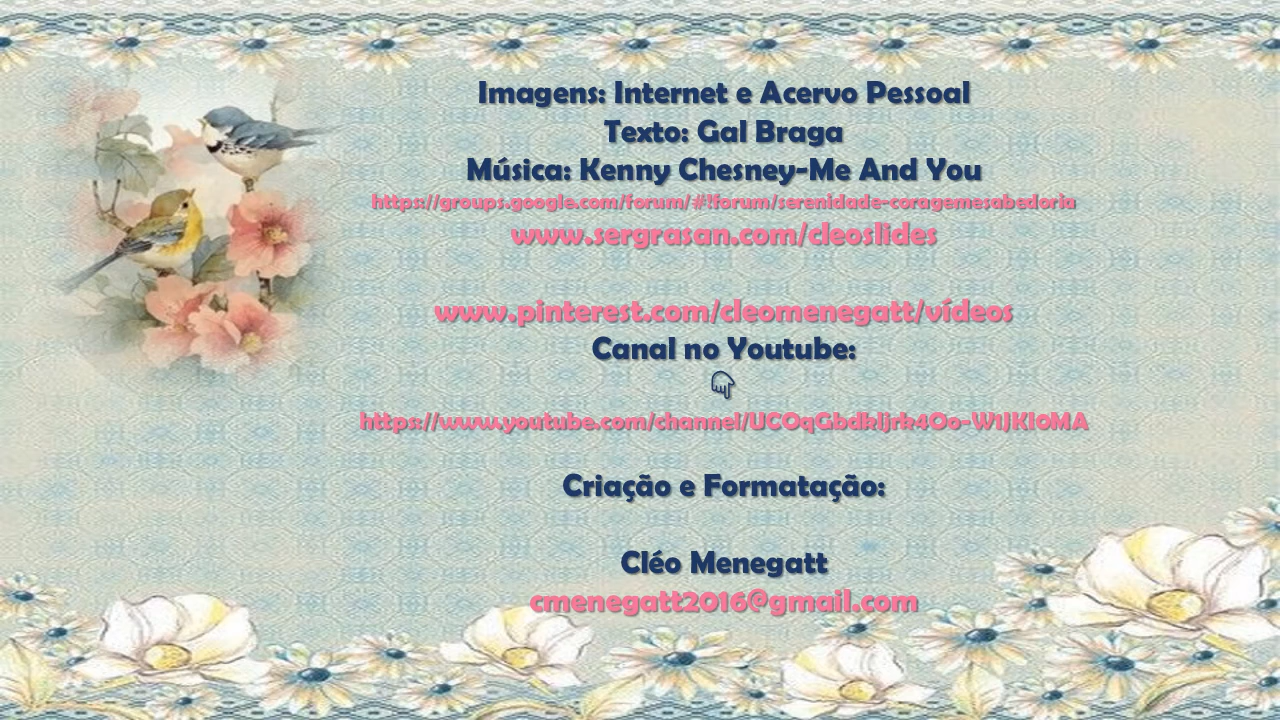 Imagens: Internet e Acervo Pessoal
Texto: Gal Braga
Música: Kenny Chesney-Me And You
https://groups.google.com/forum/#!forum/serenidade-coragemesabedoria
www.sergrasan.com/cleoslides
www.pinterest.com/cleomenegatt/vídeos
Canal no Youtube:
https://www.youtube.com/channel/UCOqGbdkIjrk4Oo-W1JKI0MA
Criação e Formatação:
Cléo Menegatt
cmenegatt2016@gmail.com